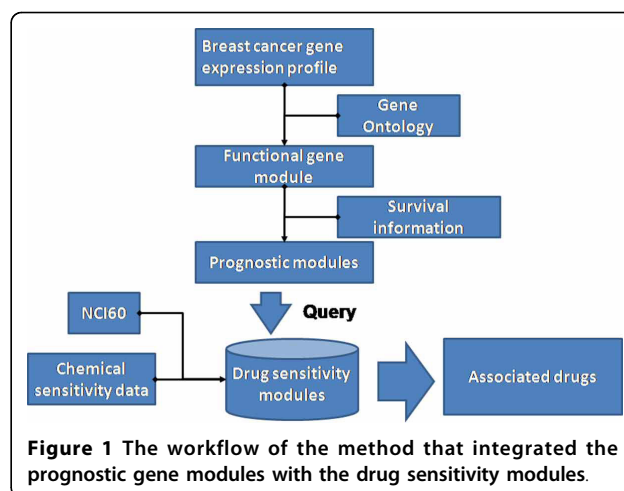 Breast cancer gene
expression profile
Gene
Ontology
Functional gene
module
Survival
information
Prognostic modules
Query
NCI60
Chemical
sensitivity data
Drug sensitivity
modules
Associated drugs
Figure 1 The workflow of the method that integrated the
prognostic gene modules with the drug sensitivity modules.